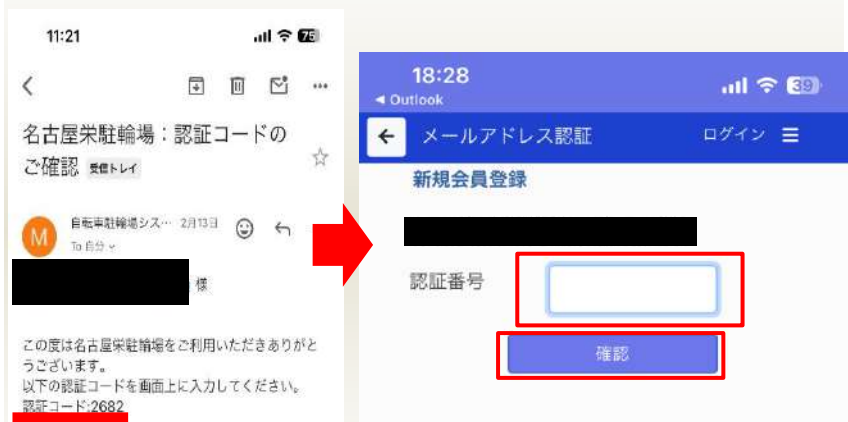 11:21
75
名古屋栄駐輪場：認証コードの
ご確認 受信トレイ
M
自転車駐輪場シス… 2月13日
To 自分
様
この度は名古屋栄駐輪場をご利用いただきありがと
うございます。
以下の認証コードを画面上に入力してください。
認証コード:2682
18:28
39
◀ Outlook
← メールアドレス認証 ログイン ☰
新規会員登録
認証番号
確認